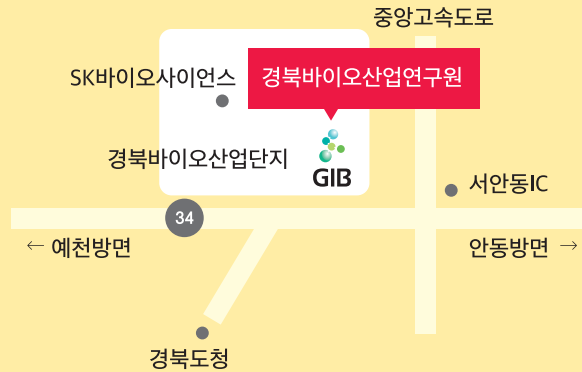 중앙고속도로
SK바이오사이언스
경북바이오산업연구원
경북바이오산업단지
GIB
서안동IC
34
← 예천방면
안동방면 →
경북도청